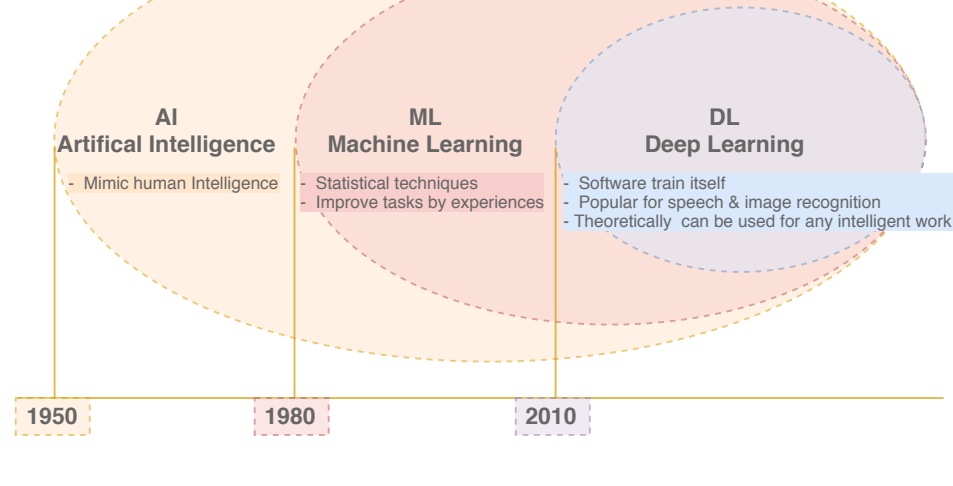 AI
Artifical Intelligence
- Mimic human Intelligence
ML
Machine Learning
- Statistical techniques
- Improve tasks by experiences
DL
Deep Learning
- Software train itself
- Popular for speech & image recognition
- Theoretically can be used for any intelligent work
1950
1980
2010